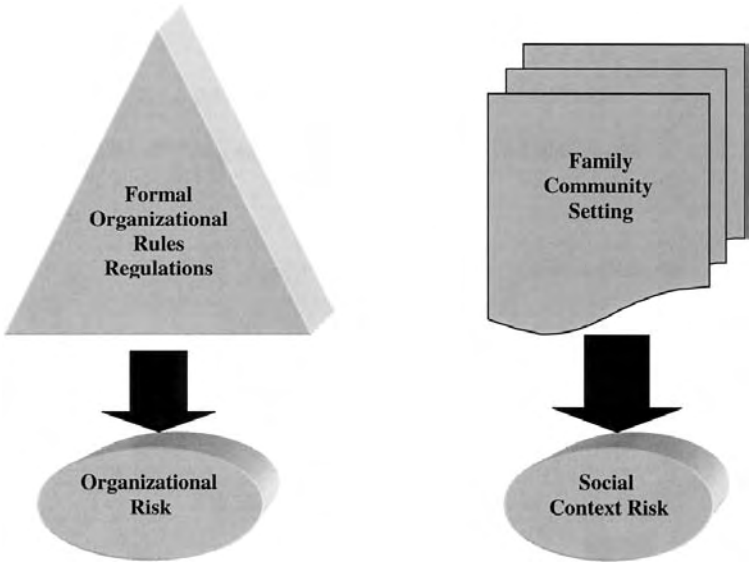 Formal
Organizational
Rules
Regulations
Family
Community
Setting
Organizational
Risk
Social
Context Risk